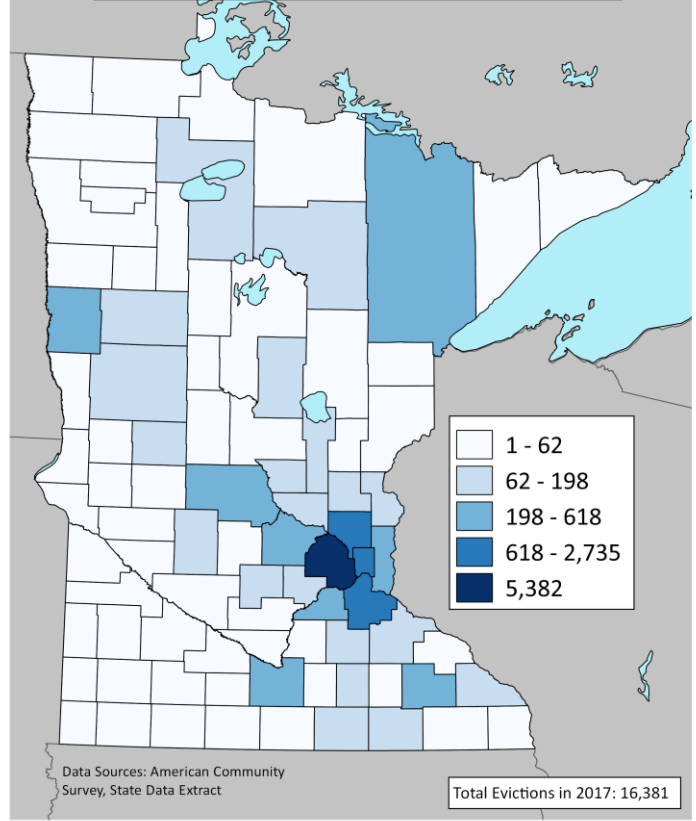 1 - 62
62 - 198
198 - 618
618 - 2,735
5,382
Data Sources: American Community
Survey, State Data Extract
Total Evictions in 2017: 16,381